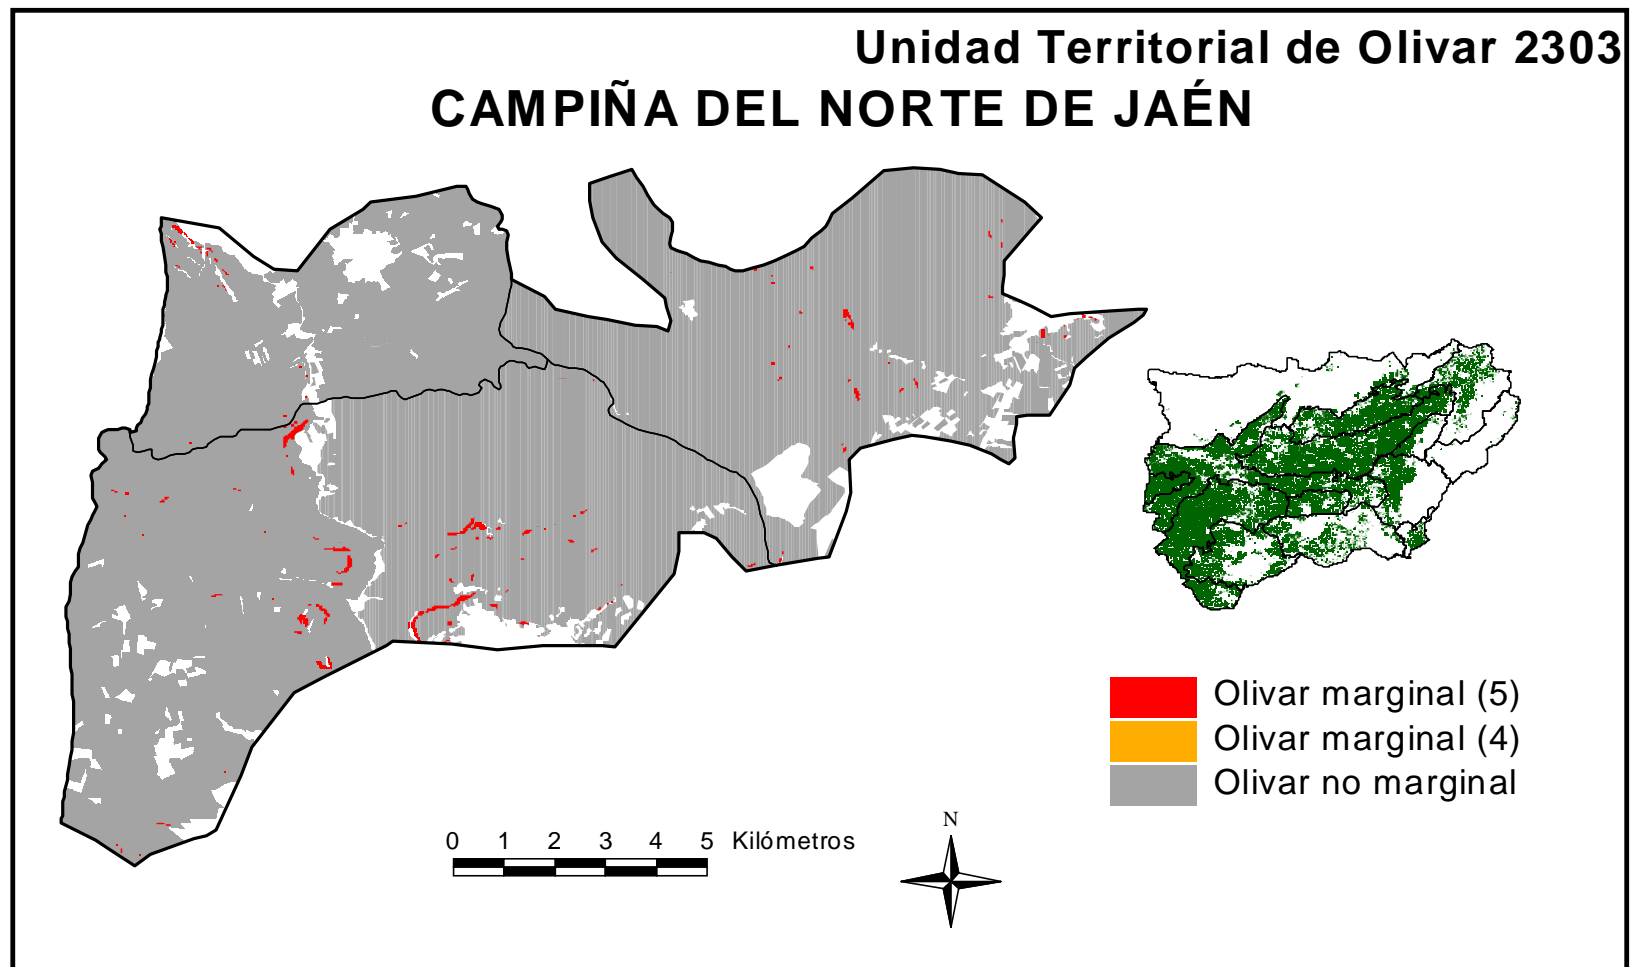 Unidad Territorial de Olivar 2303
CAMPIÑA DEL NORTE DE JAÉN
Olivar marginal (5)
Olivar marginal (4)
Olivar no marginal
0 1 2 3 4 5 Kilómetros
N